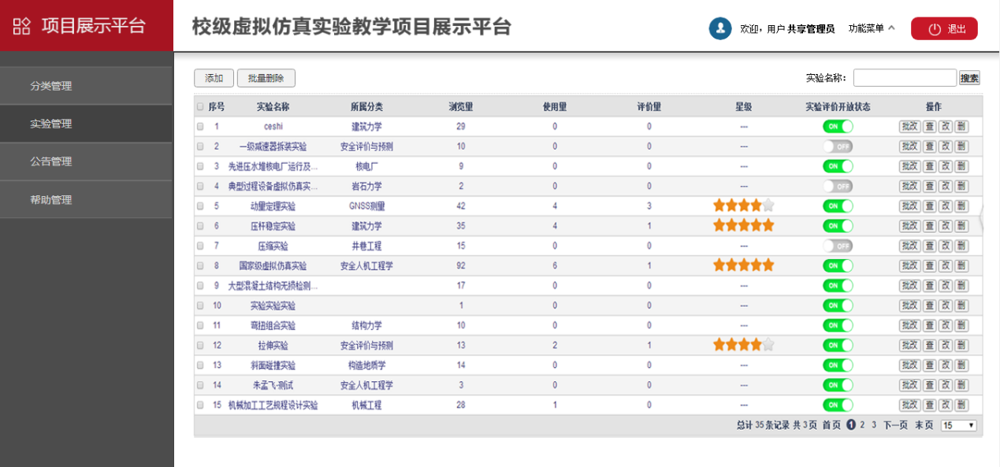 项目展示平台
校级虚拟仿真实验教学项目展示平台
欢迎，用户 共享管理员 功能菜单 退出
分类管理
实验管理
公告管理
帮助管理
添加 批量删除 实验名称： 搜索
序号 实验名称 所属分类 浏览量 使用量 评价量 星级 实验评价开放状态 操作
1 ceshi 建筑力学 29 0 0 --- ON 批改 查 改 删
2 一级减速器拆装实验 安全评价与预测 10 0 0 --- OFF 批改 查 改 删
3 先进压水堆核电厂运行及... 核电厂 9 0 0 --- ON 批改 查 改 删
4 典型过程设备虚拟仿真实... 岩石力学 2 0 0 --- OFF 批改 查 改 删
5 动量定理实验 GNSS测量 42 4 3 ON 批改 查 改 删
6 压杆稳定实验 建筑力学 35 4 1 ON 批改 查 改 删
7 压缩实验 井巷工程 15 0 0 --- OFF 批改 查 改 删
8 国家级虚拟仿真实验 安全人机工程学 92 6 1 ON 批改 查 改 删
9 大型混凝土结构无损检测... 17 0 0 --- ON 批改 查 改 删
10 实验实验实验 1 0 0 --- ON 批改 查 改 删
11 弯扭组合实验 结构力学 10 0 0 --- ON 批改 查 改 删
12 拉伸实验 安全评价与预测 13 2 1 ON 批改 查 改 删
13 斜面碰撞实验 构造地质学 14 0 0 --- ON 批改 查 改 删
14 朱孟飞-测试 安全人机工程学 3 0 0 --- ON 批改 查 改 删
15 机械加工工艺规程设计实验 机械工程 28 1 0 --- ON 批改 查 改 删
总计 35 条记录 共 3 页 首页 1 2 3 下一页 末页 15